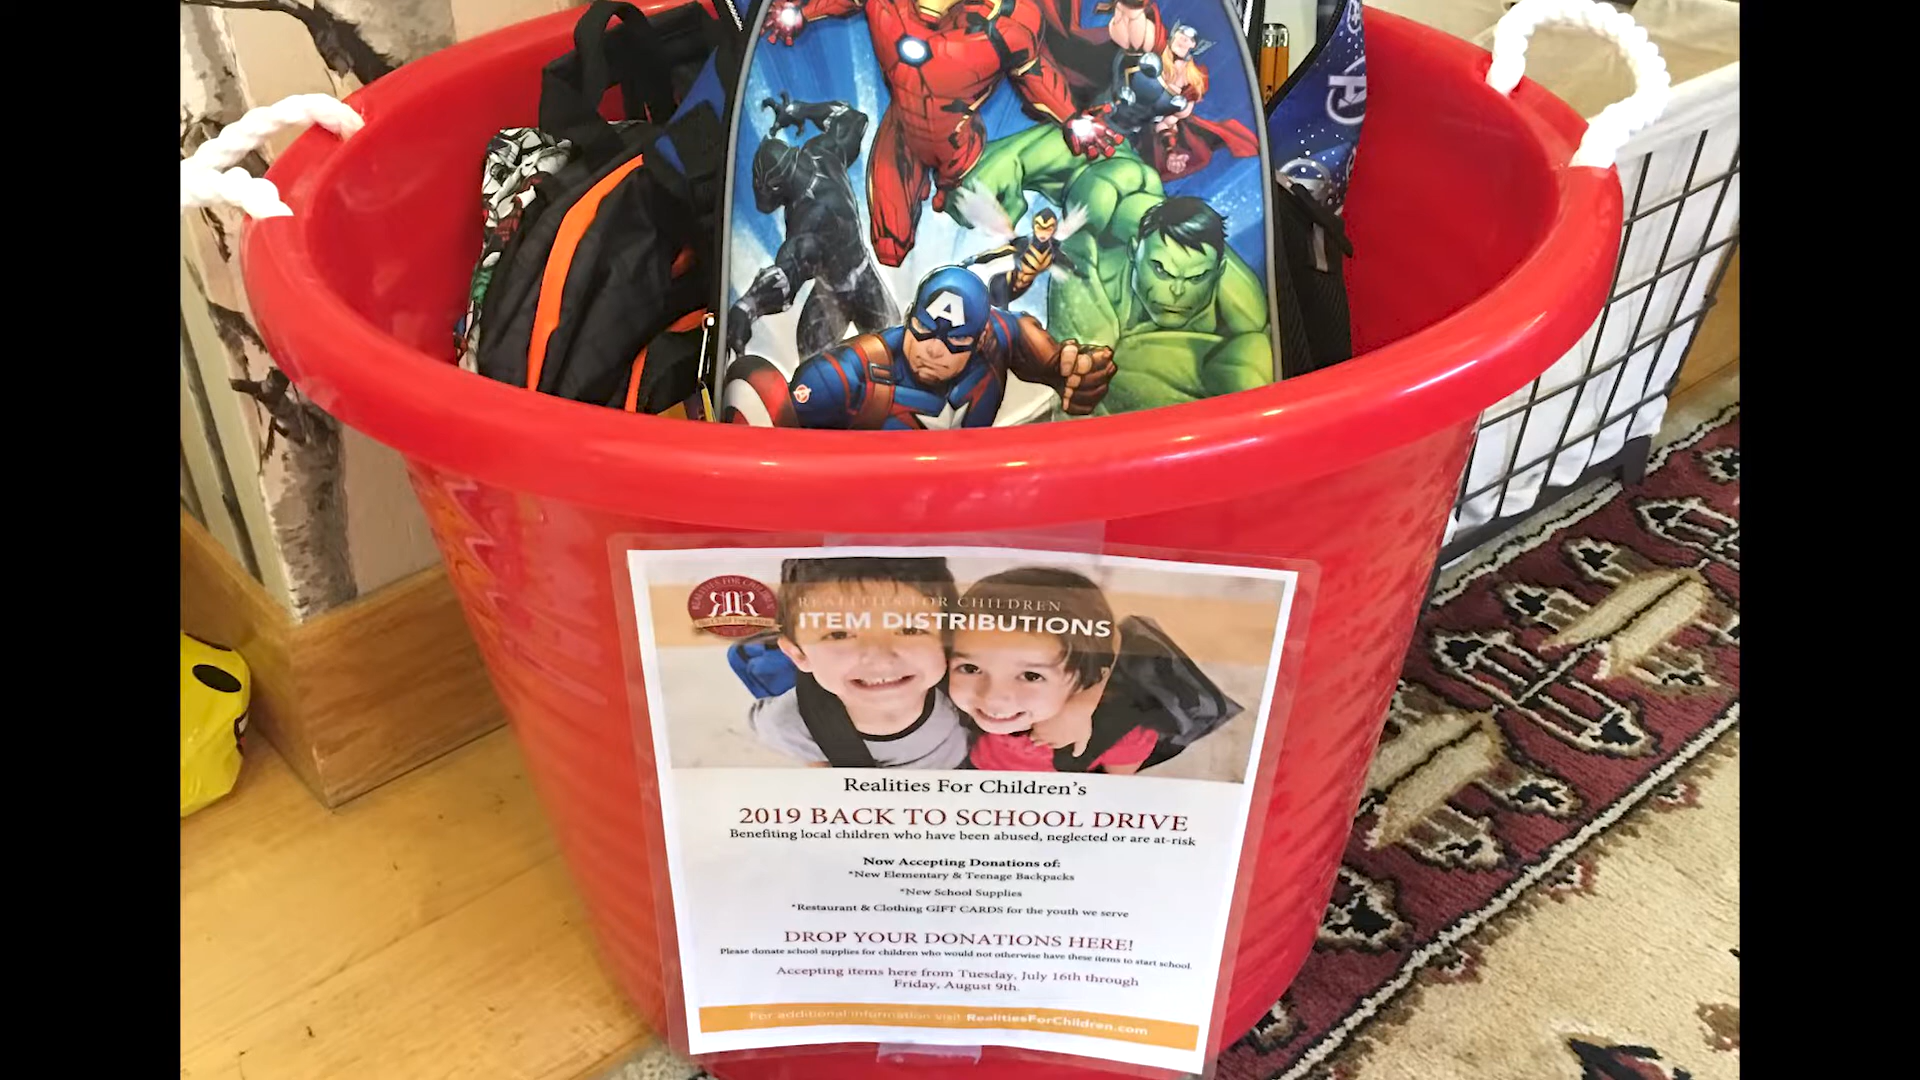 A
REALITIES FOR CHILDREN
REALITIES FOR CHILDREN
ITEM DISTRIBUTIONS
Realities For Children's
2019 BACK TO SCHOOL DRIVE
Benefiting local children who have been abused, neglected or are at-risk
Now Accepting Donations of:
*New Elementary & Teenage Backpacks
*New School Supplies
*Restaurant & Clothing GIFT CARDS for the youth we serve
DROP YOUR DONATIONS HERE!
Please donate school supplies for children who would not otherwise have these items to start school.
Accepting items here from Tuesday, July 16th through
Friday, August 9th.
For additional information visit RealitiesForChildren.com